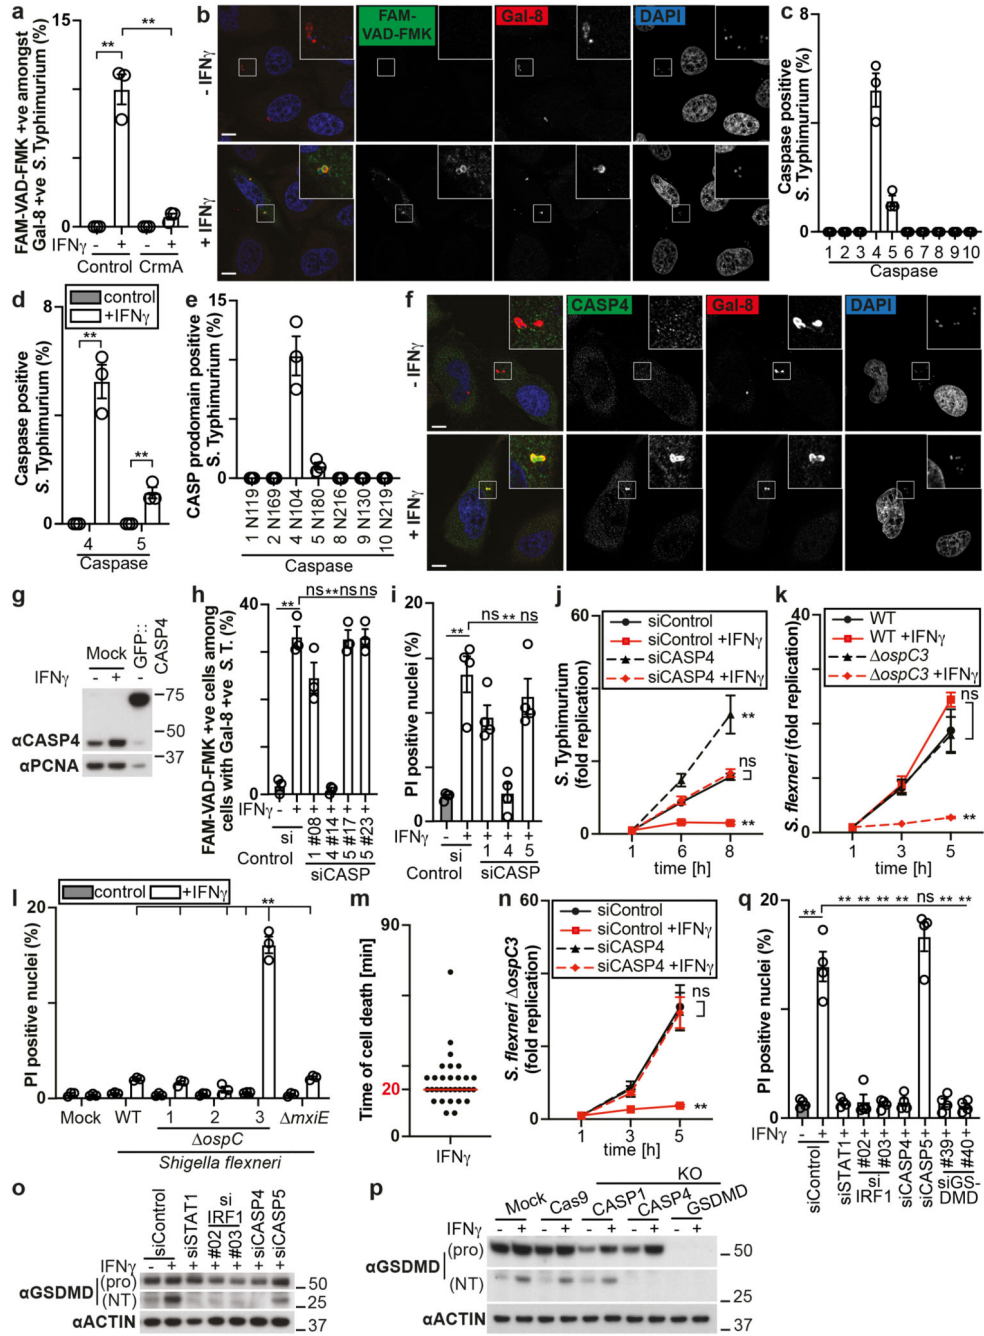 a
FAM-VAD-FMK +ve amongst
Gal-8 +ve S. Typhimurium (%)
15
0
**
**
IFNγ - + - +
Control CrmA
b
FAM-
VAD-FMK
Gal-8
DAPI
- IFNγ
+ IFNγ
c
Caspase positive
S. Typhimurium (%)
8
0
1 2 3 4 5 6 7 8 9 10
Caspase
d
control
+IFNγ
Caspase positive
S. Typhimurium (%)
8
0
**
**
4 5
Caspase
e
CASP prodomain positive
S. Typhimurium (%)
15
0
1 N119
2 N169
4 N104
5 N180
8 N216
9 N130
10 N219
Caspase
f
CASP4
Gal-8
DAPI
- IFNγ
+ IFNγ
g
Mock
GFP::
CASP4
IFNγ - + -
75
50
37
αCASP4
αPCNA
h
FAM-VAD-FMK +ve cells among
cells with Gal-8 +ve S. T. (%)
40
0
** ns ** ns ns
IFNγ - + + + + +
si
Control
1 #08
4 #14
5 #17
5 #23
siCASP
i
PI positive nuclei (%)
20
0
** ns ** ns
IFNγ - + + + +
si
Control
1 4 5
siCASP
j
S. Typhimurium
(fold replication)
60
0
siControl
siControl +IFNγ
siCASP4
siCASP4 +IFNγ
**
ns
**
1 6 8
time [h]
k
S. flexneri (fold replication)
40
0
WT
WT +IFNγ
ΔospC3
ΔospC3 +IFNγ
ns
**
1 3 5
time [h]
l
control
+IFNγ
PI positive nuclei (%)
20
0
**
Mock WT 1 2 3 ΔmxiE
ΔospC
Shigella flexneri
m
Time of cell death [min]
90
20
0
IFNγ
n
S. flexneri ΔospC3
(fold replication)
60
0
siControl
siControl +IFNγ
siCASP4
siCASP4 +IFNγ
ns
**
1 3 5
time [h]
q
PI positive nuclei (%)
20
0
** ** ** ** ** ns ** **
IFNγ - + + + + + + + +
siControl
siSTAT1
#02
#03
si
IRF1
siCASP4
siCASP5
#39
#40
siGS-
DMD
o
siControl
siSTAT1
si
IRF1
#02
#03
siCASP4
siCASP5
IFNγ
- + + + + + +
αGSDMD
(pro)
(NT)
50
25
αACTIN
37
p
KO
Mock
Cas9
CASP1
CASP4
GSDMD
IFNγ - + - + - + - + - +
αGSDMD
(pro)
(NT)
50
25
αACTIN
37